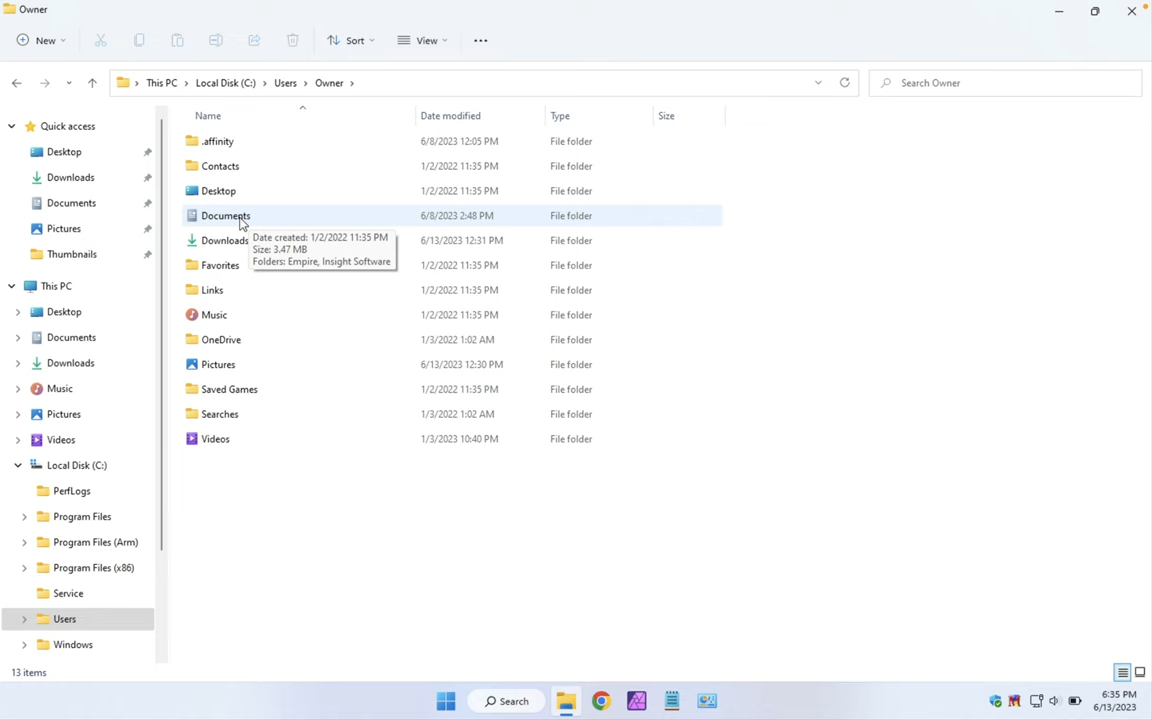 Owner
New
Sort
View
This PC > Local Disk (C:) > Users > Owner >
Search Owner
Name Date modified Type Size
Quick access
Desktop
Downloads
Documents
Pictures
Thumbnails
This PC
Desktop
Documents
Downloads
Music
Pictures
Videos
Local Disk (C:)
PerfLogs
Program Files
Program Files (Arm)
Program Files (x86)
Service
Users
Windows
.affinity 6/8/2023 12:05 PM File folder
Contacts 1/2/2022 11:35 PM File folder
Desktop 1/2/2022 11:35 PM File folder
Documents 6/8/2023 2:48 PM File folder
Downloads 6/13/2023 12:31 PM File folder
Favorites 1/2/2022 11:35 PM File folder
Links 1/2/2022 11:35 PM File folder
Music 1/2/2022 11:35 PM File folder
OneDrive 1/3/2022 1:02 AM File folder
Pictures 6/13/2023 12:30 PM File folder
Saved Games 1/2/2022 11:35 PM File folder
Searches 1/3/2022 1:02 AM File folder
Videos 1/3/2023 10:40 PM File folder
Date created: 1/2/2022 11:35 PM
Size: 3.47 MB
Folders: Empire, Insight Software
13 items
Search
6:35 PM
6/13/2023